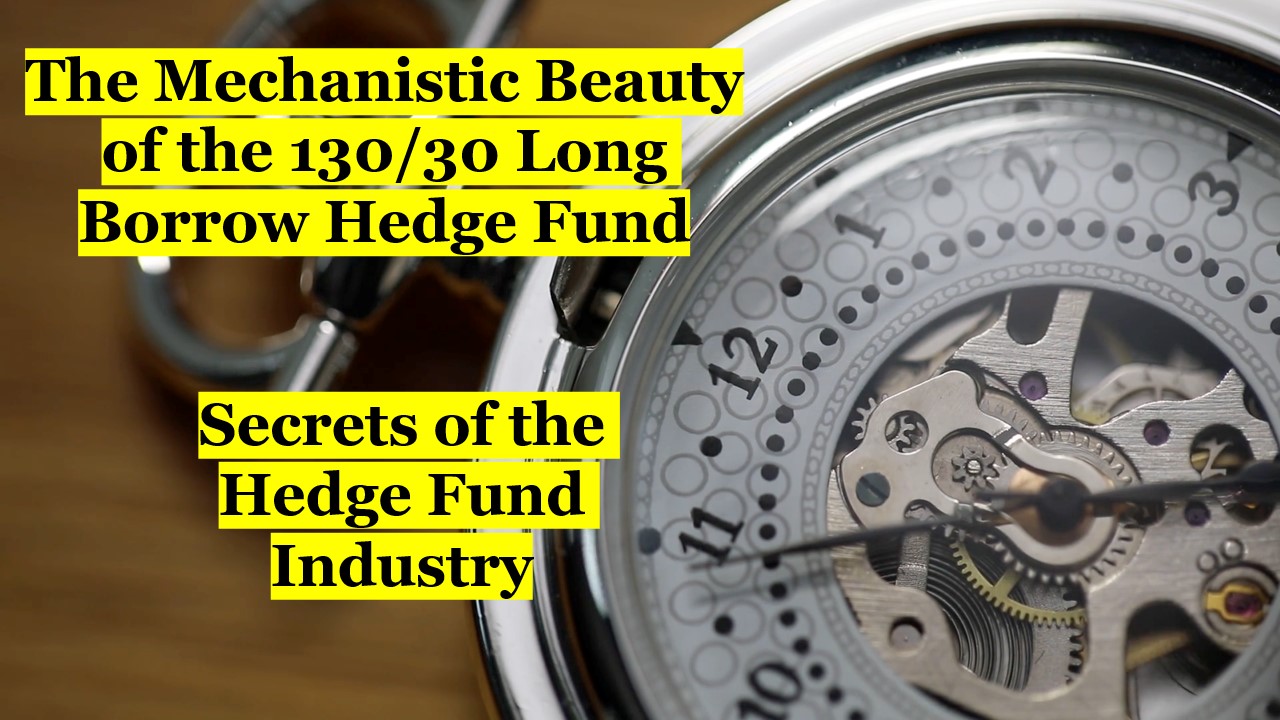 The Mechanistic Beauty
of the 130/30 Long
Borrow Hedge Fund
Secrets of the
Hedge Fund
Industry
3
2
1
12
11
10